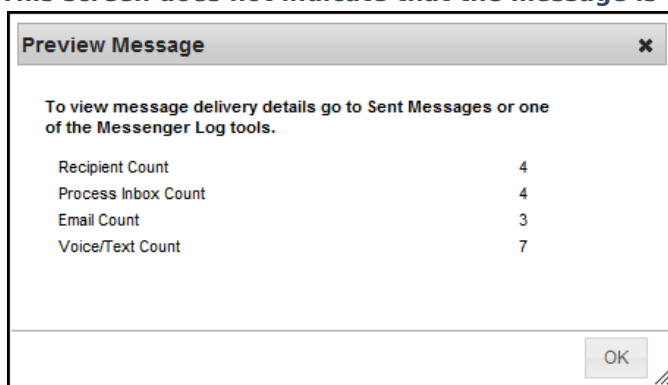 This screen does not indicate that the message is
Preview Message
To view message delivery details go to Sent Messages or one
of the Messenger Log tools.
Recipient Count 4
Process Inbox Count 4
Email Count 3
Voice/Text Count 7
OK